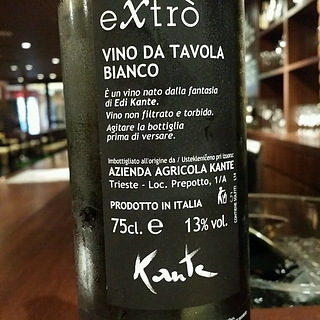 extrò
VINO DA TAVOLA
BIANCO
È un vino nato dalla fantasia
di Edi Kante.
Vino non filtrato e torbido.
Agitare la bottiglia
prima di versare.
Imbottigliato all'origine da / Ustekleničeno pri izvoru:
AZIENDA AGRICOLA KANTE
Trieste - Loc. Prepotto, 1/A
PRODOTTO IN ITALIA
75cl. e 13% vol.
CONTIENE SOLFITI
Kante